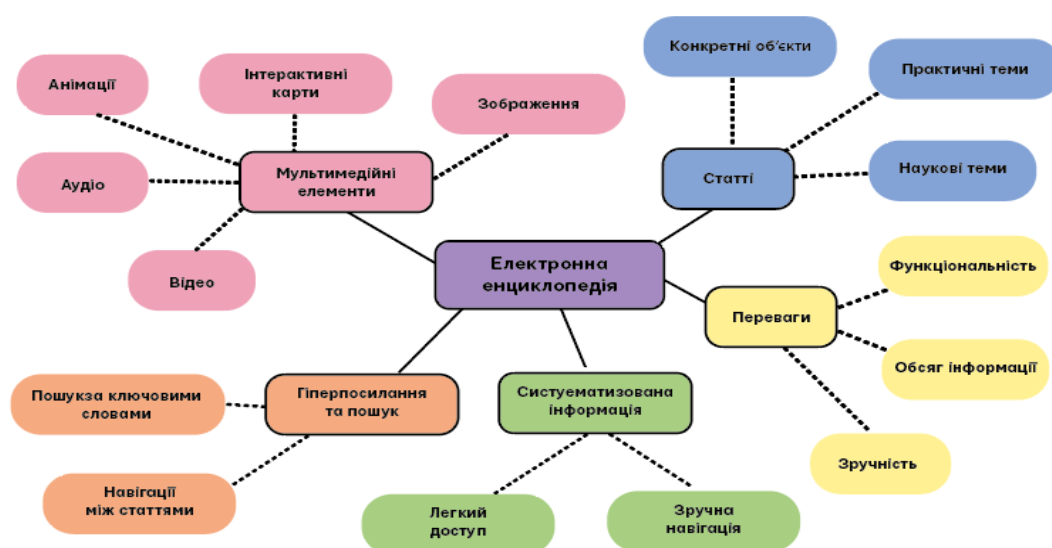 Конкретні об'єкти
Практичні теми
Наукові теми
Статті
Анімації
Інтерактивні
карти
Зображення
Аудіо
Мультимедійні
елементи
Відео
Електронна
енциклопедія
Функціональність
Переваги
Обсяг інформації
Зручність
Пошукза ключовими
словами
Гіперпосилання
та пошук
Навігації
між статтями
Систуематизована
інформація
Легкий
доступ
Зручна
навігація